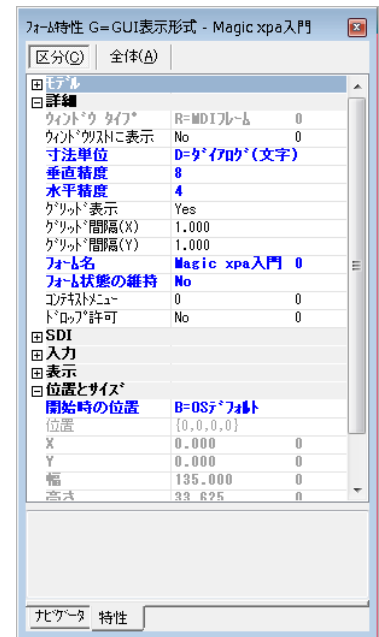 ﾌｫｰﾑ特性 G=GUI表示形式 - Magic xpa入門
区分(C) 全体(A)
ﾓﾃﾞﾙ
詳細
ｳｨﾝﾄﾞｳ ﾀｲﾌﾟ R=MDIﾌﾚｰﾑ 0
ｳｨﾝﾄﾞｳﾘｽﾄに表示 No 0
寸法単位 D=ﾀﾞｲｱﾛｸﾞ(文字)
垂直精度 8
水平精度 4
ｸﾞﾘｯﾄﾞ表示 Yes
ｸﾞﾘｯﾄﾞ間隔(X) 1.000
ｸﾞﾘｯﾄﾞ間隔(Y) 1.000
ﾌｫｰﾑ名 Magic xpa入門 0
ﾌｫｰﾑ状態の維持 No
ｺﾝﾃｷｽﾄﾒﾆｭｰ 0 0
ﾄﾞﾛｯﾌﾟ許可 No 0
SDI
入力
表示
位置とｻｲｽﾞ
開始時の位置 B=OSﾃﾞﾌｫﾙﾄ
位置 {0,0,0,0}
X 0.000 0
Y 0.000 0
幅 135.000 0
高さ 33.625 0
ﾅﾋﾞｹﾞｰﾀ 特性